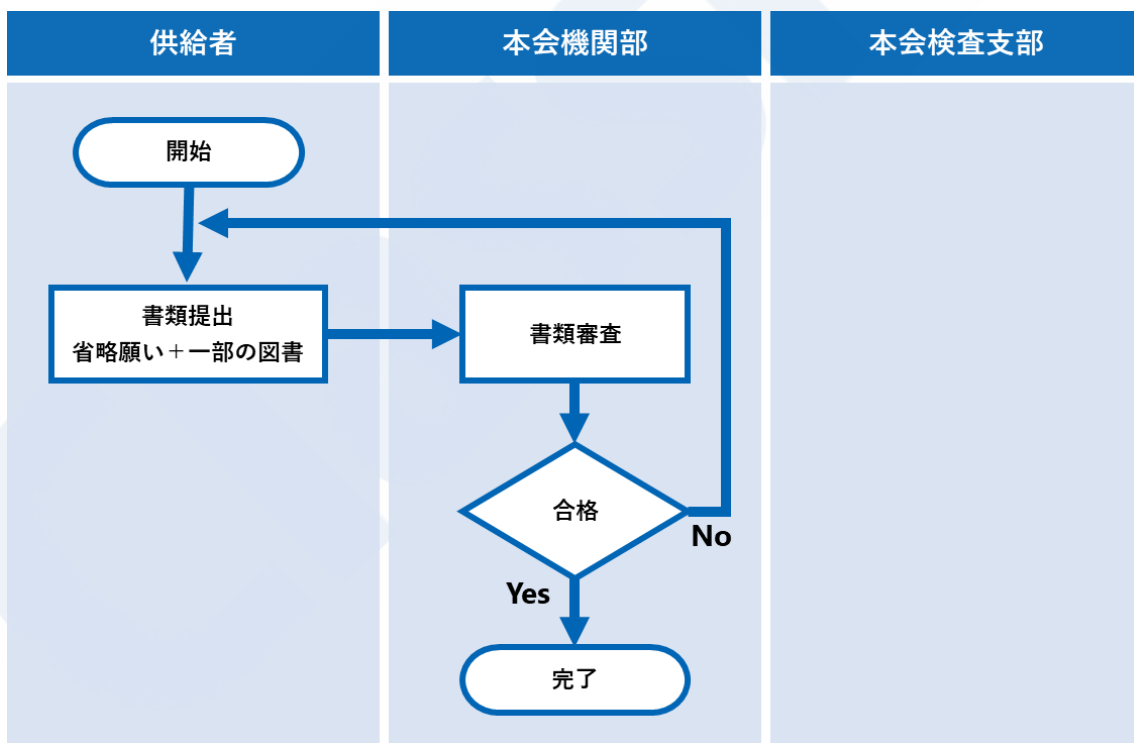 供給者
本会機関部
本会検査支部
開始
書類提出
省略願い＋一部の図書
書類審査
合格
No
Yes
完了